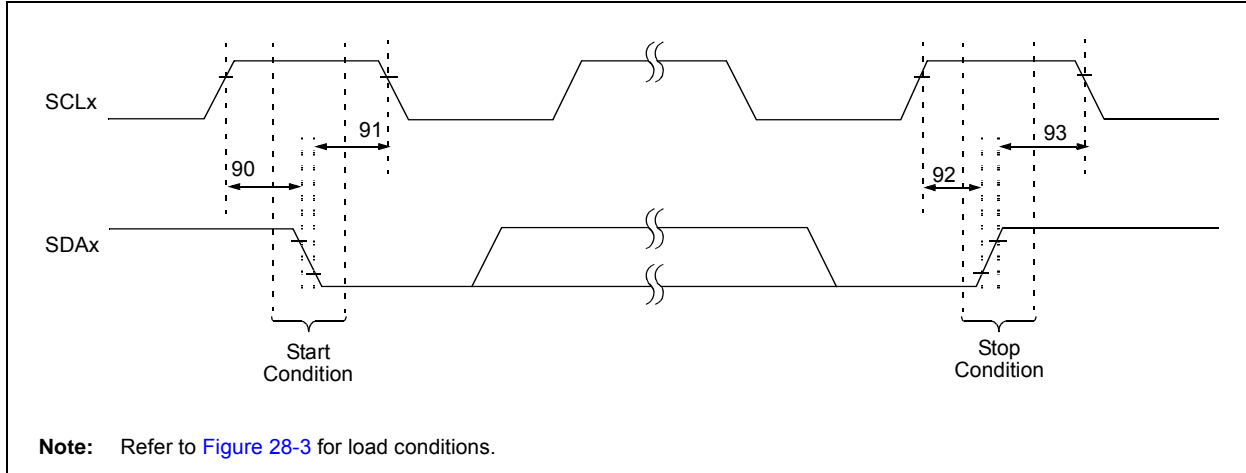 SCLx
91
93
90
92
SDAx
Start
Condition
Stop
Condition
Note: Refer to Figure 28-3 for load conditions.